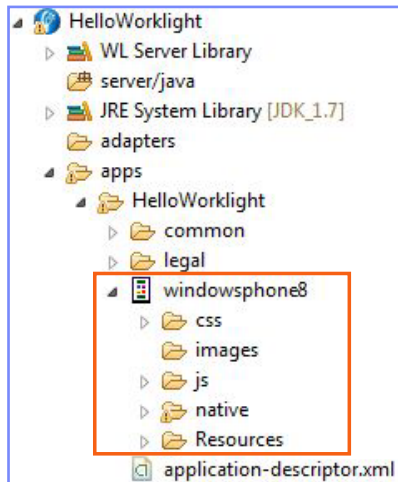 HelloWorklight
WL Server Library
server/java
JRE System Library [JDK_1.7]
adapters
apps
HelloWorklight
common
legal
windowsphone8
css
images
js
native
Resources
application-descriptor.xml